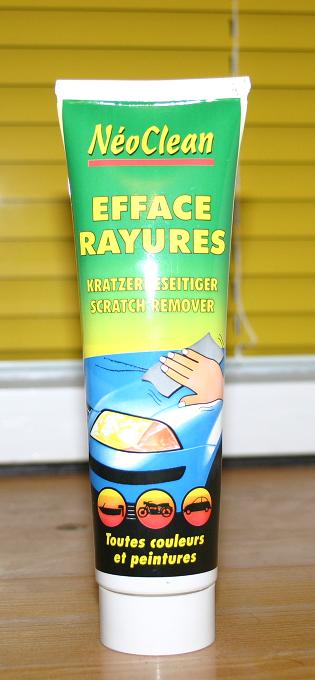 NéoClean
EFFACE
RAYURES
KRATZERBESEITIGER
SCRATCH REMOVER
Toutes couleurs
et peintures